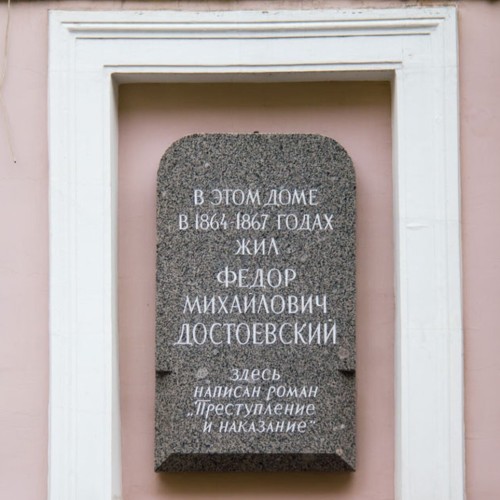 В ЭТОМ ДОМЕ
В 1864-1867 ГОДАХ
ЖИЛ
ФЕДОР
МИХАЙЛОВИЧ
ДОСТОЕВСКИЙ
ЗДЕСЬ
НАПИСАН РОМАН
„Преступление
и наказание“